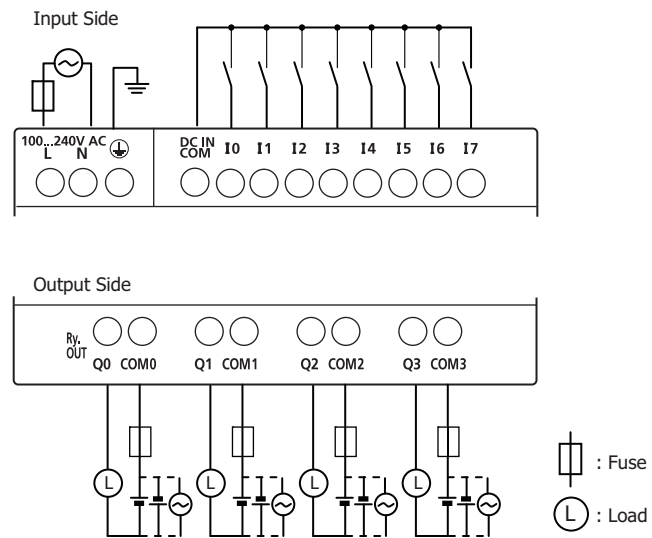 Input Side
100...240V AC
L N
DC IN
COM I0 I1 I2 I3 I4 I5 I6 I7
Output Side
Ry.
OUT
Q0 COM0 Q1 COM1 Q2 COM2 Q3 COM3
L L L L
: Fuse
L : Load